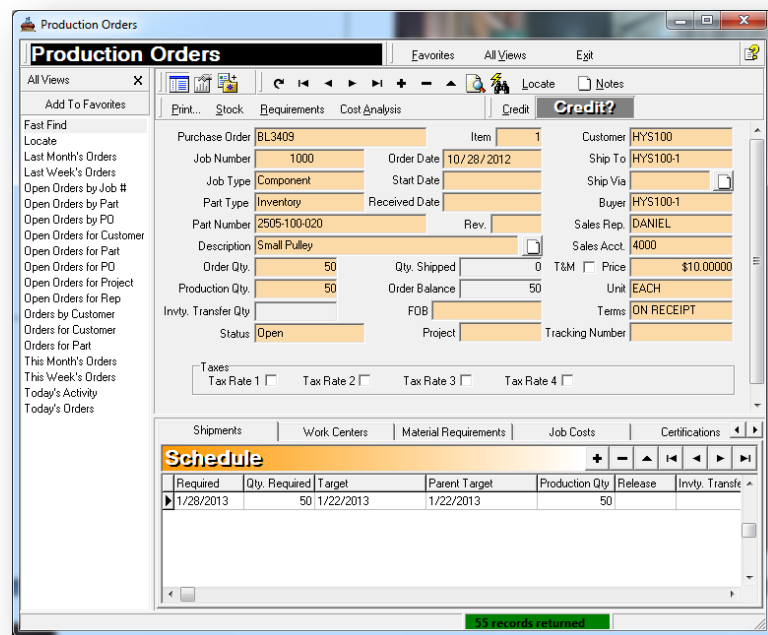 Production Orders
Production Orders
Favorites All Views Exit
All Views X
Add To Favorites
Fast Find
Locate
Last Month's Orders
Last Week's Orders
Open Orders by Job #
Open Orders by Part
Open Orders by PO
Open Orders for Customer
Open Orders for Part
Open Orders for PO
Open Orders for Project
Open Orders for Rep
Orders by Customer
Orders for Customer
Orders for Part
This Month's Orders
This Week's Orders
Today's Activity
Today's Orders
Locate Notes
Print... Stock Requirements Cost Analysis Credit Credit?
Purchase Order BL3409 Item 1 Customer HYS100
Job Number 1000 Order Date 10/28/2012 Ship To HYS100-1
Job Type Component Start Date Ship Via
Part Type Inventory Received Date Buyer HYS100-1
Part Number 2505-100-020 Rev. Sales Rep. DANIEL
Description Small Pulley Sales Acct. 4000
Order Qty. 50 Qty. Shipped 0 T&M Price $10.00000
Production Qty. 50 Order Balance 50 Unit EACH
Invty. Transfer Qty FOB Terms ON RECEIPT
Status Open Project Tracking Number
Taxes
Tax Rate 1 Tax Rate 2 Tax Rate 3 Tax Rate 4
Shipments Work Centers Material Requirements Job Costs Certifications
Schedule
Required Qty. Required Target Parent Target Production Qty Release Invty. Transfe
1/28/2013 50 1/22/2013 1/22/2013 50
55 records returned